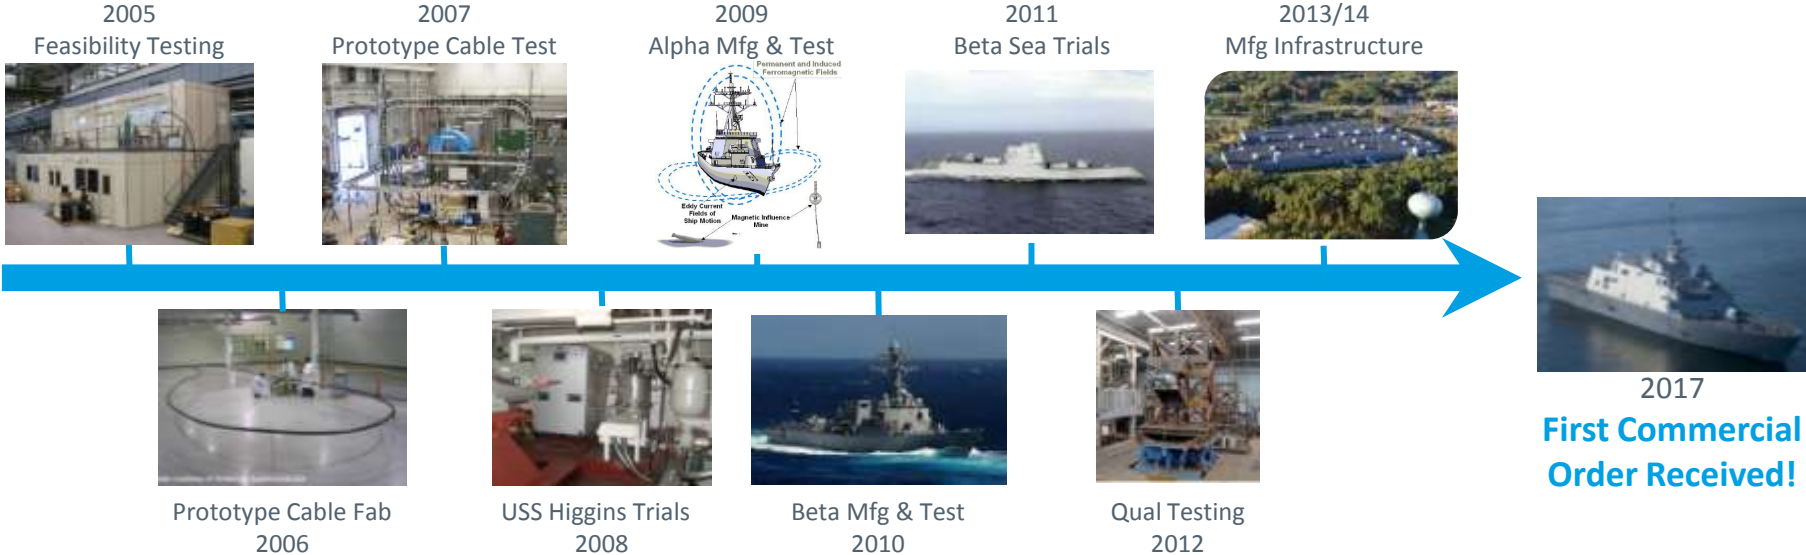 2005
Feasibility Testing
2007
Prototype Cable Test
2009
Alpha Mfg & Test
Permanent and Induced
Ferromagnetic Fields
Eddy Current
Fields of
Ship Motion
Magnetic Influence
Mine
2011
Beta Sea Trials
2013/14
Mfg Infrastructure
Prototype Cable Fab
2006
USS Higgins Trials
2008
Beta Mfg & Test
2010
Qual Testing
2012
2017
First Commercial
Order Received!